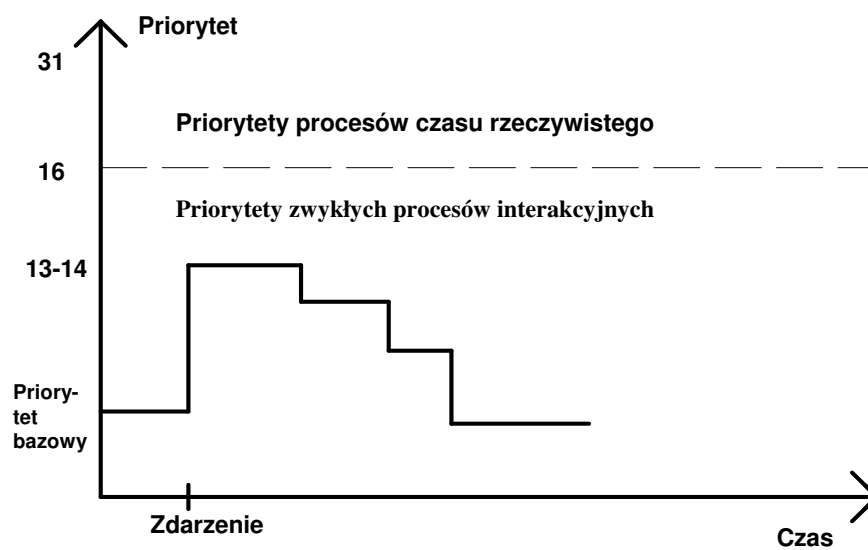 Priorytet
31
Priorytety procesów czasu rzeczywistego
16
Priorytety zwykłych procesów interakcyjnych
13-14
Priory-
tet
bazowy
Zdarzenie
Czas